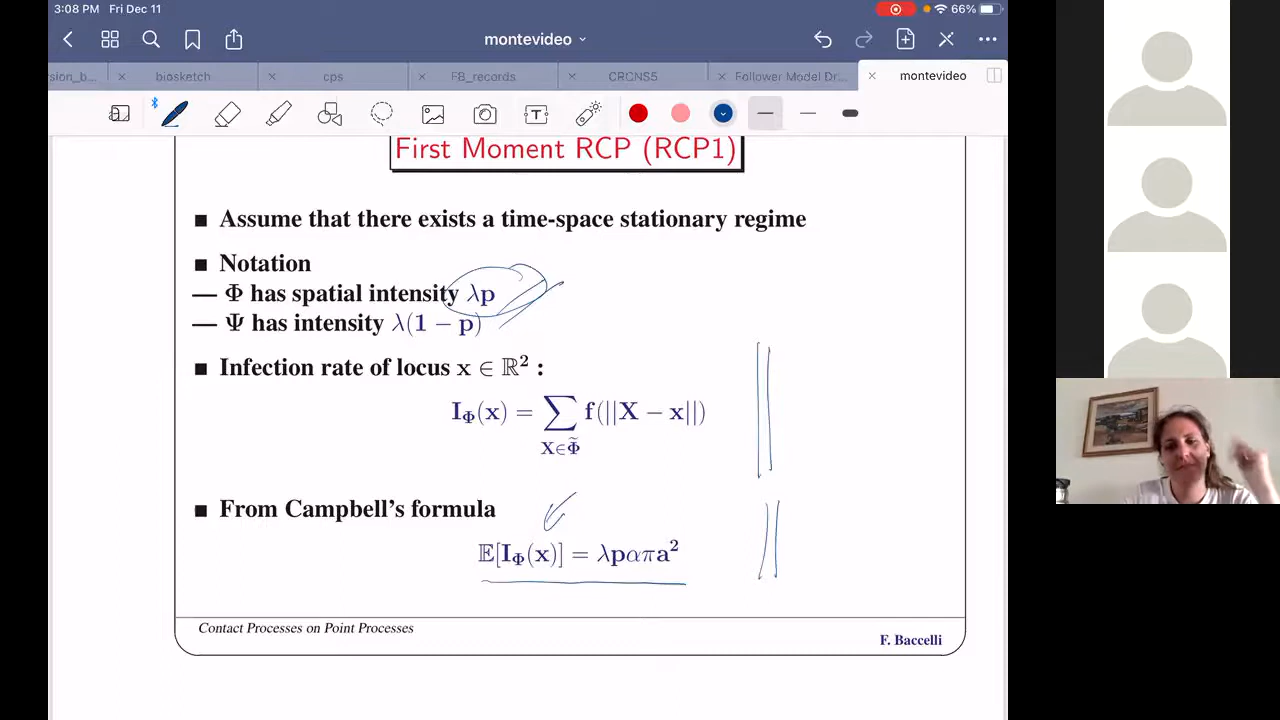 3:08 PM Fri Dec 11
66%
montevideo
biosketch
cps
FB_records
CRCNS5
Follower Model Dr...
montevideo
T
First Moment RCP (RCP1)
■ Assume that there exists a time-space stationary regime
■ Notation
— Φ has spatial intensity λp
— Ψ has intensity λ(1 − p)
■ Infection rate of locus x ∈ ℝ² :
I_Φ(x) = ∑_{X∈Φ̃} f(||X − x||)
■ From Campbell's formula
𝔼[I_Φ(x)] = λpαπa²
Contact Processes on Point Processes
F. Baccelli